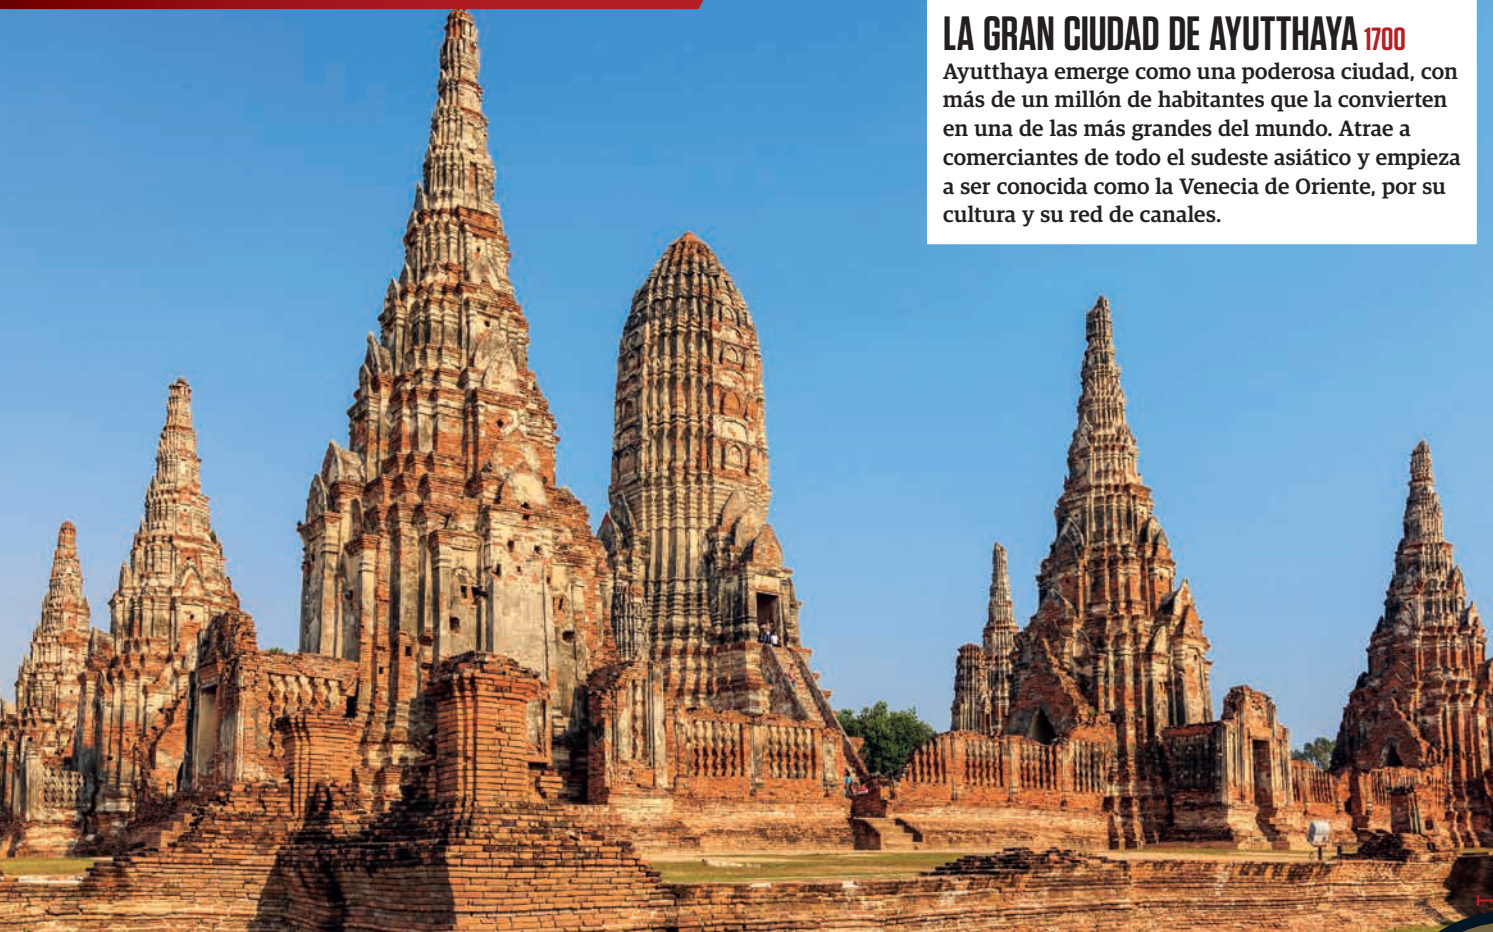 LA GRAN CIUDAD DE AYUTTHAYA 1700
Ayutthaya emerge como una poderosa ciudad, con
más de un millón de habitantes que la convierten
en una de las más grandes del mundo. Atrae a
comerciantes de todo el sudeste asiático y empieza
a ser conocida como la Venecia de Oriente, por su
cultura y su red de canales.